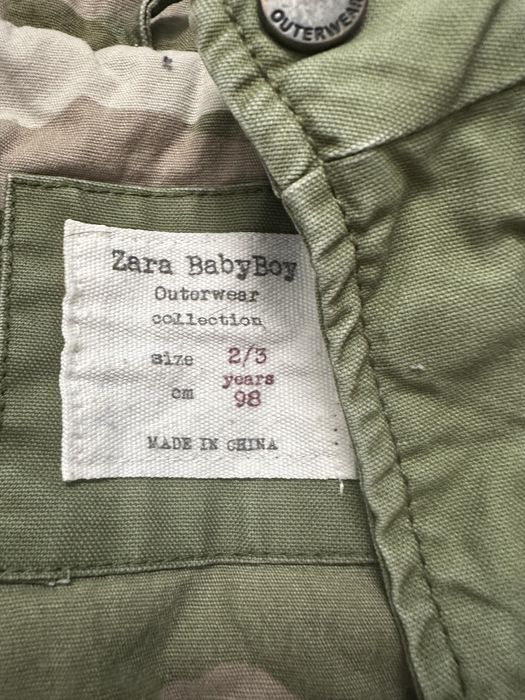 OUTERWEAR
Zara BabyBoy
Outerwear
collection
size 2/3
years
cm 98
MADE IN CHINA